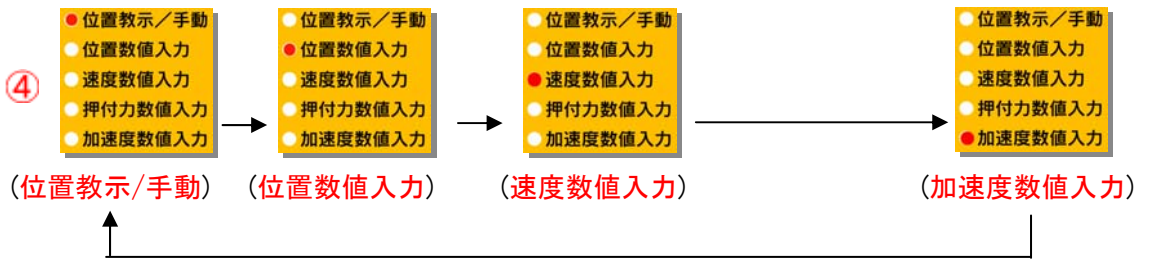 ④
位置教示／手動
位置数値入力
速度数値入力
押付力数値入力
加速度数値入力
(位置教示/手動)
位置教示／手動
位置数値入力
速度数値入力
押付力数値入力
加速度数値入力
(位置数値入力)
位置教示／手動
位置数値入力
速度数値入力
押付力数値入力
加速度数値入力
(速度数値入力)
位置教示／手動
位置数値入力
速度数値入力
押付力数値入力
加速度数値入力
(加速度数値入力)